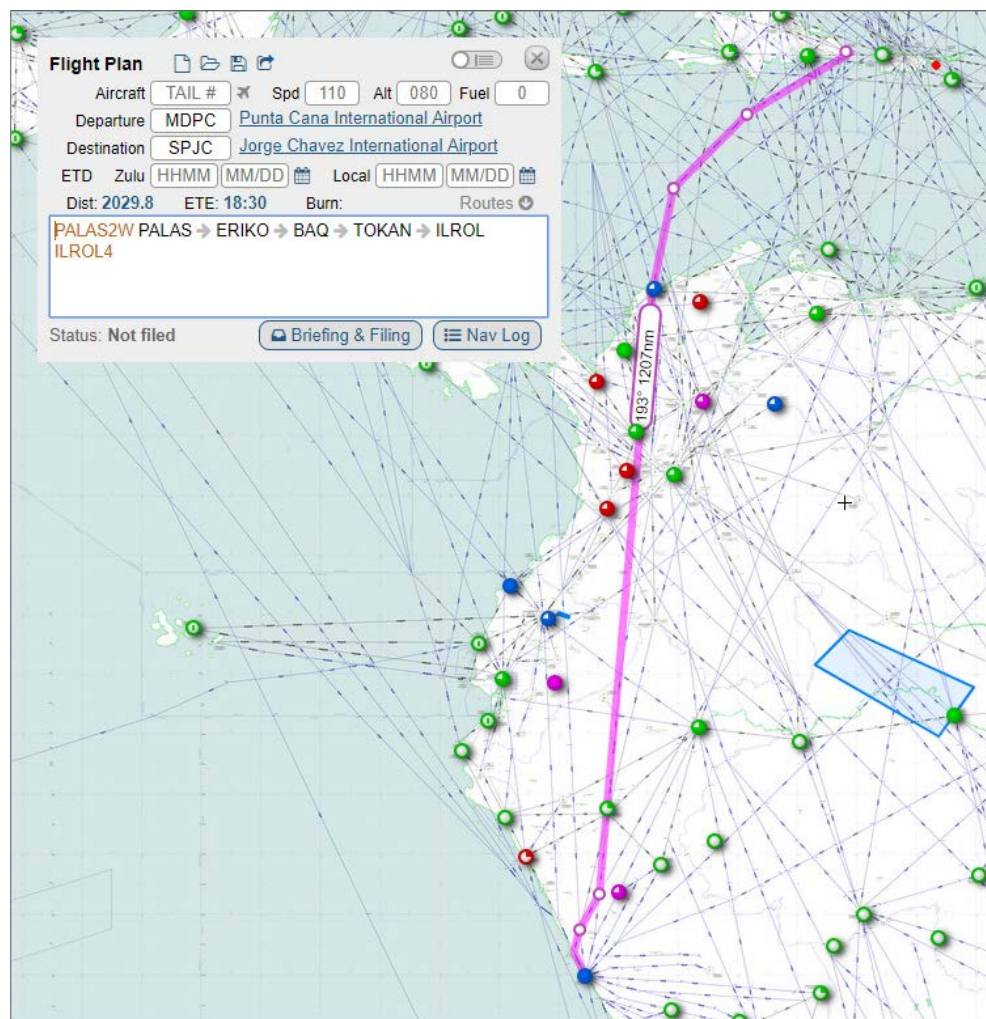 Flight Plan
Aircraft TAIL # Spd 110 Alt 080 Fuel 0
Departure MDPC Punta Cana International Airport
Destination SPJC Jorge Chavez International Airport
ETD Zulu HHMM MM/DD Local HHMM MM/DD
Dist: 2029.8 ETE: 18:30 Burn: Routes
PALAS2W PALAS ➔ ERIKO ➔ BAQ ➔ TOKAN ➔ ILROL
ILROL4
Status: Not filed Briefing & Filing Nav Log
193° 1207nm